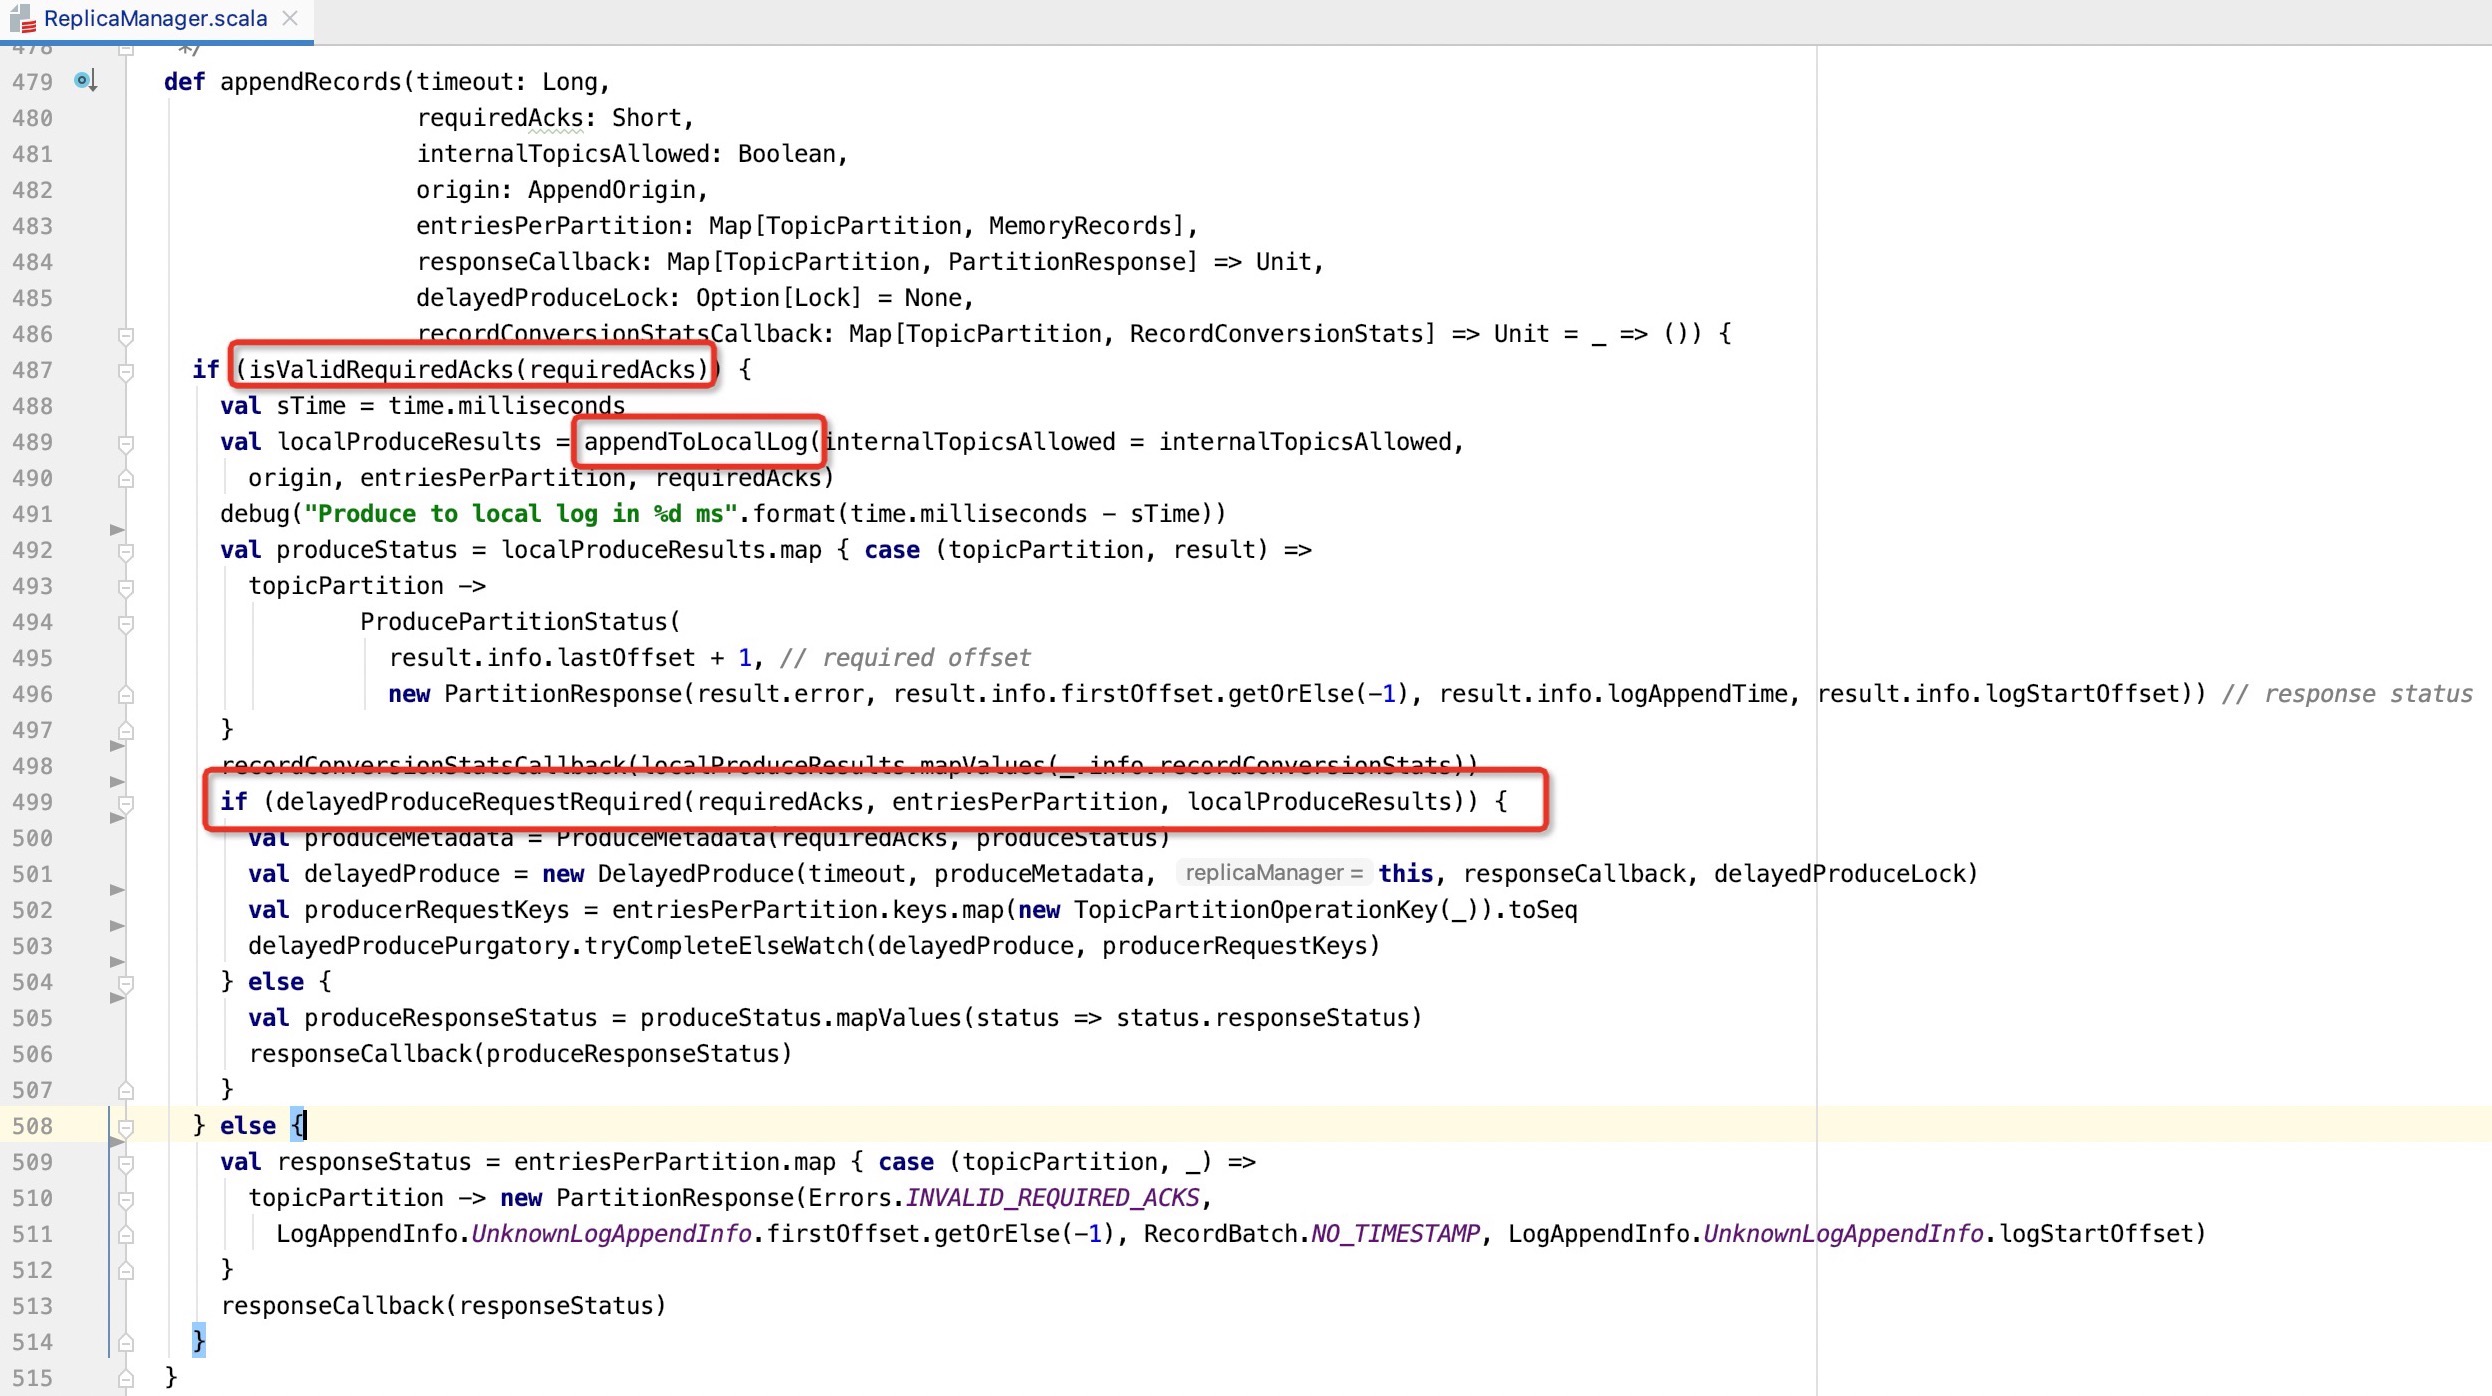 ReplicaManager.scala
478 */
479 def appendRecords(timeout: Long,
480 requiredAcks: Short,
481 internalTopicsAllowed: Boolean,
482 origin: AppendOrigin,
483 entriesPerPartition: Map[TopicPartition, MemoryRecords],
484 responseCallback: Map[TopicPartition, PartitionResponse] => Unit,
485 delayedProduceLock: Option[Lock] = None,
486 recordConversionStatsCallback: Map[TopicPartition, RecordConversionStats] => Unit = _ => ()) {
487 if (isValidRequiredAcks(requiredAcks)) {
488 val sTime = time.milliseconds
489 val localProduceResults = appendToLocalLog(internalTopicsAllowed = internalTopicsAllowed,
490 origin, entriesPerPartition, requiredAcks)
491 debug("Produce to local log in %d ms".format(time.milliseconds - sTime))
492 val produceStatus = localProduceResults.map { case (topicPartition, result) =>
493 topicPartition ->
494 ProducePartitionStatus(
495 result.info.lastOffset + 1, // required offset
496 new PartitionResponse(result.error, result.info.firstOffset.getOrElse(-1), result.info.logAppendTime, result.info.logStartOffset)) // response status
497 }
498 recordConversionStatsCallback(localProduceResults.mapValues(_.info.recordConversionStats))
499 if (delayedProduceRequestRequired(requiredAcks, entriesPerPartition, localProduceResults)) {
500 val produceMetadata = ProduceMetadata(requiredAcks, produceStatus)
501 val delayedProduce = new DelayedProduce(timeout, produceMetadata, replicaManager = this, responseCallback, delayedProduceLock)
502 val producerRequestKeys = entriesPerPartition.keys.map(new TopicPartitionOperationKey(_)).toSeq
503 delayedProducePurgatory.tryCompleteElseWatch(delayedProduce, producerRequestKeys)
504 } else {
505 val produceResponseStatus = produceStatus.mapValues(status => status.responseStatus)
506 responseCallback(produceResponseStatus)
507 }
508 } else {
509 val responseStatus = entriesPerPartition.map { case (topicPartition, _) =>
510 topicPartition -> new PartitionResponse(Errors.INVALID_REQUIRED_ACKS,
511 LogAppendInfo.UnknownLogAppendInfo.firstOffset.getOrElse(-1), RecordBatch.NO_TIMESTAMP, LogAppendInfo.UnknownLogAppendInfo.logStartOffset)
512 }
513 responseCallback(responseStatus)
514 }
515 }